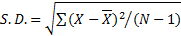 S. D. = √∑(X − X̅)²/(N − 1)